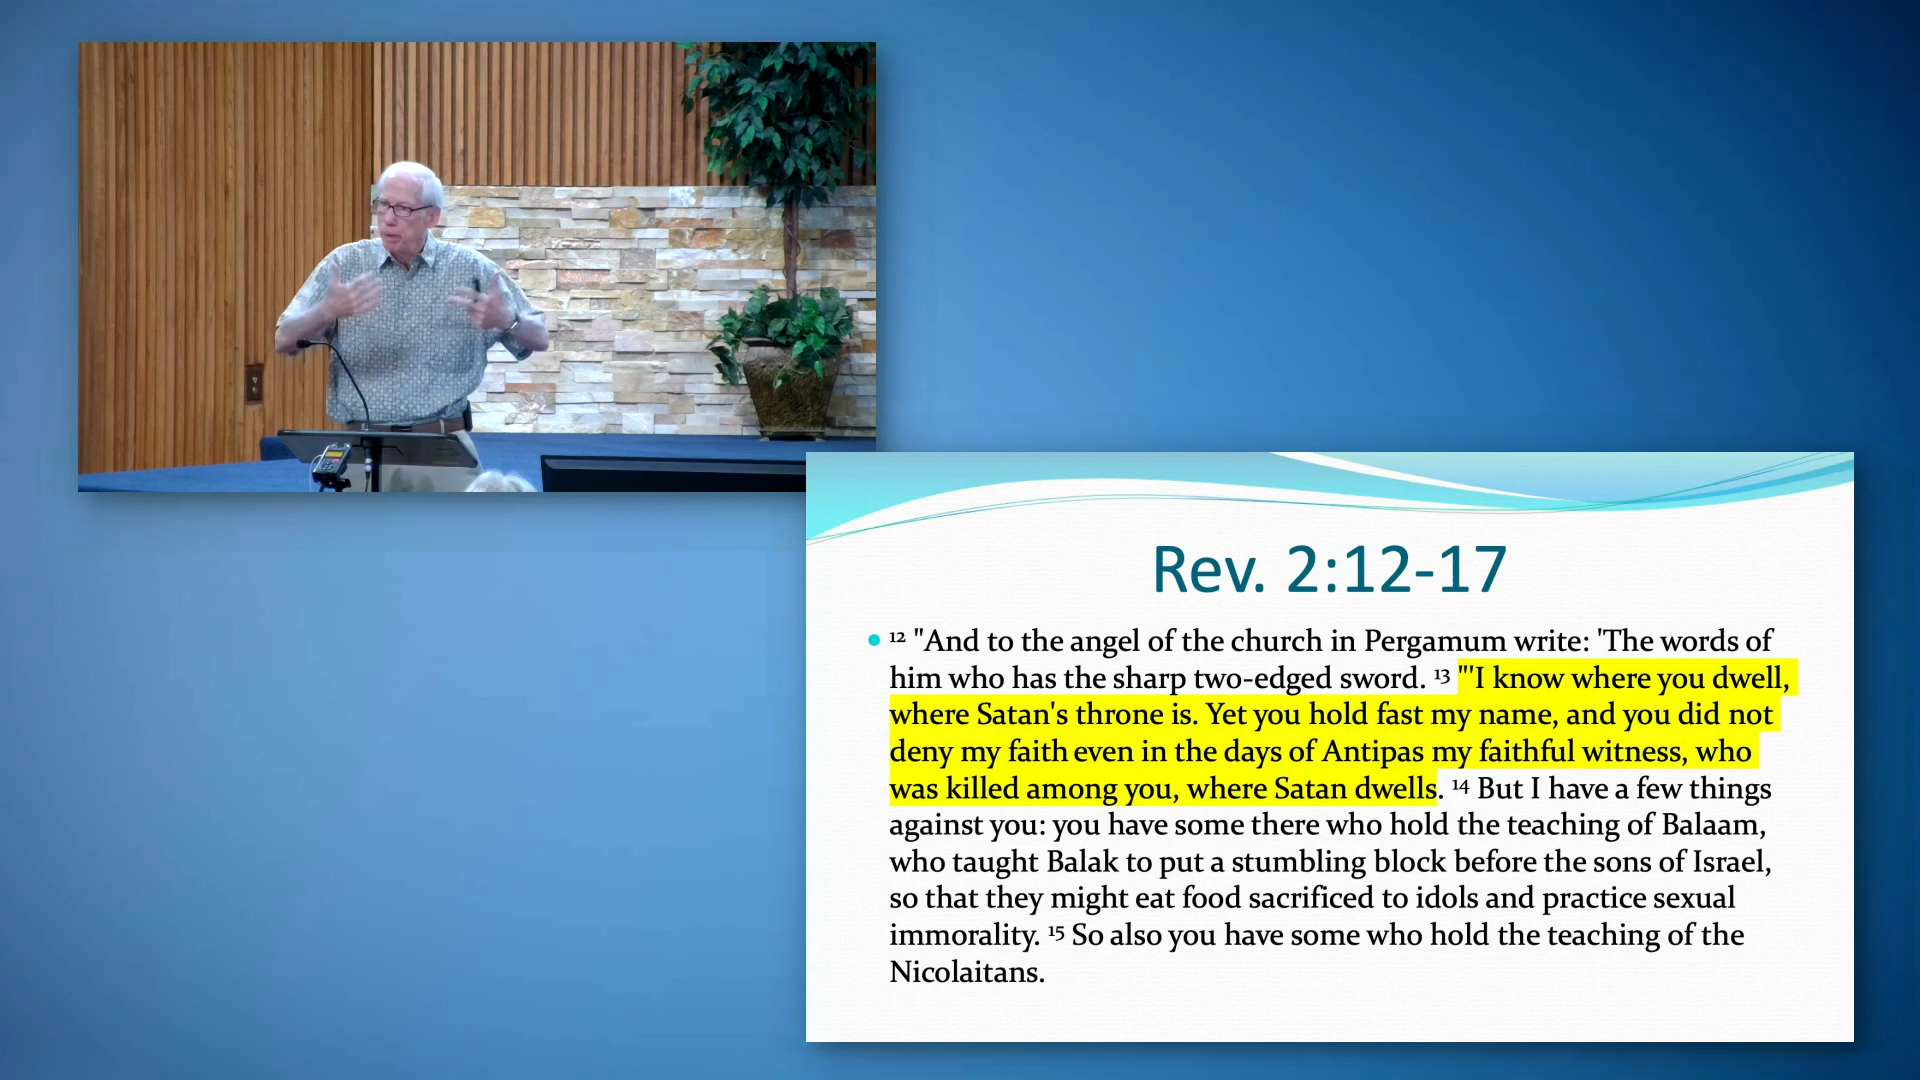 Rev. 2:12-17
12 "And to the angel of the church in Pergamum write: 'The words of
him who has the sharp two-edged sword. 13 "'I know where you dwell,
where Satan's throne is. Yet you hold fast my name, and you did not
deny my faith even in the days of Antipas my faithful witness, who
was killed among you, where Satan dwells. 14 But I have a few things
against you: you have some there who hold the teaching of Balaam,
who taught Balak to put a stumbling block before the sons of Israel,
so that they might eat food sacrificed to idols and practice sexual
immorality. 15 So also you have some who hold the teaching of the
Nicolaitans.